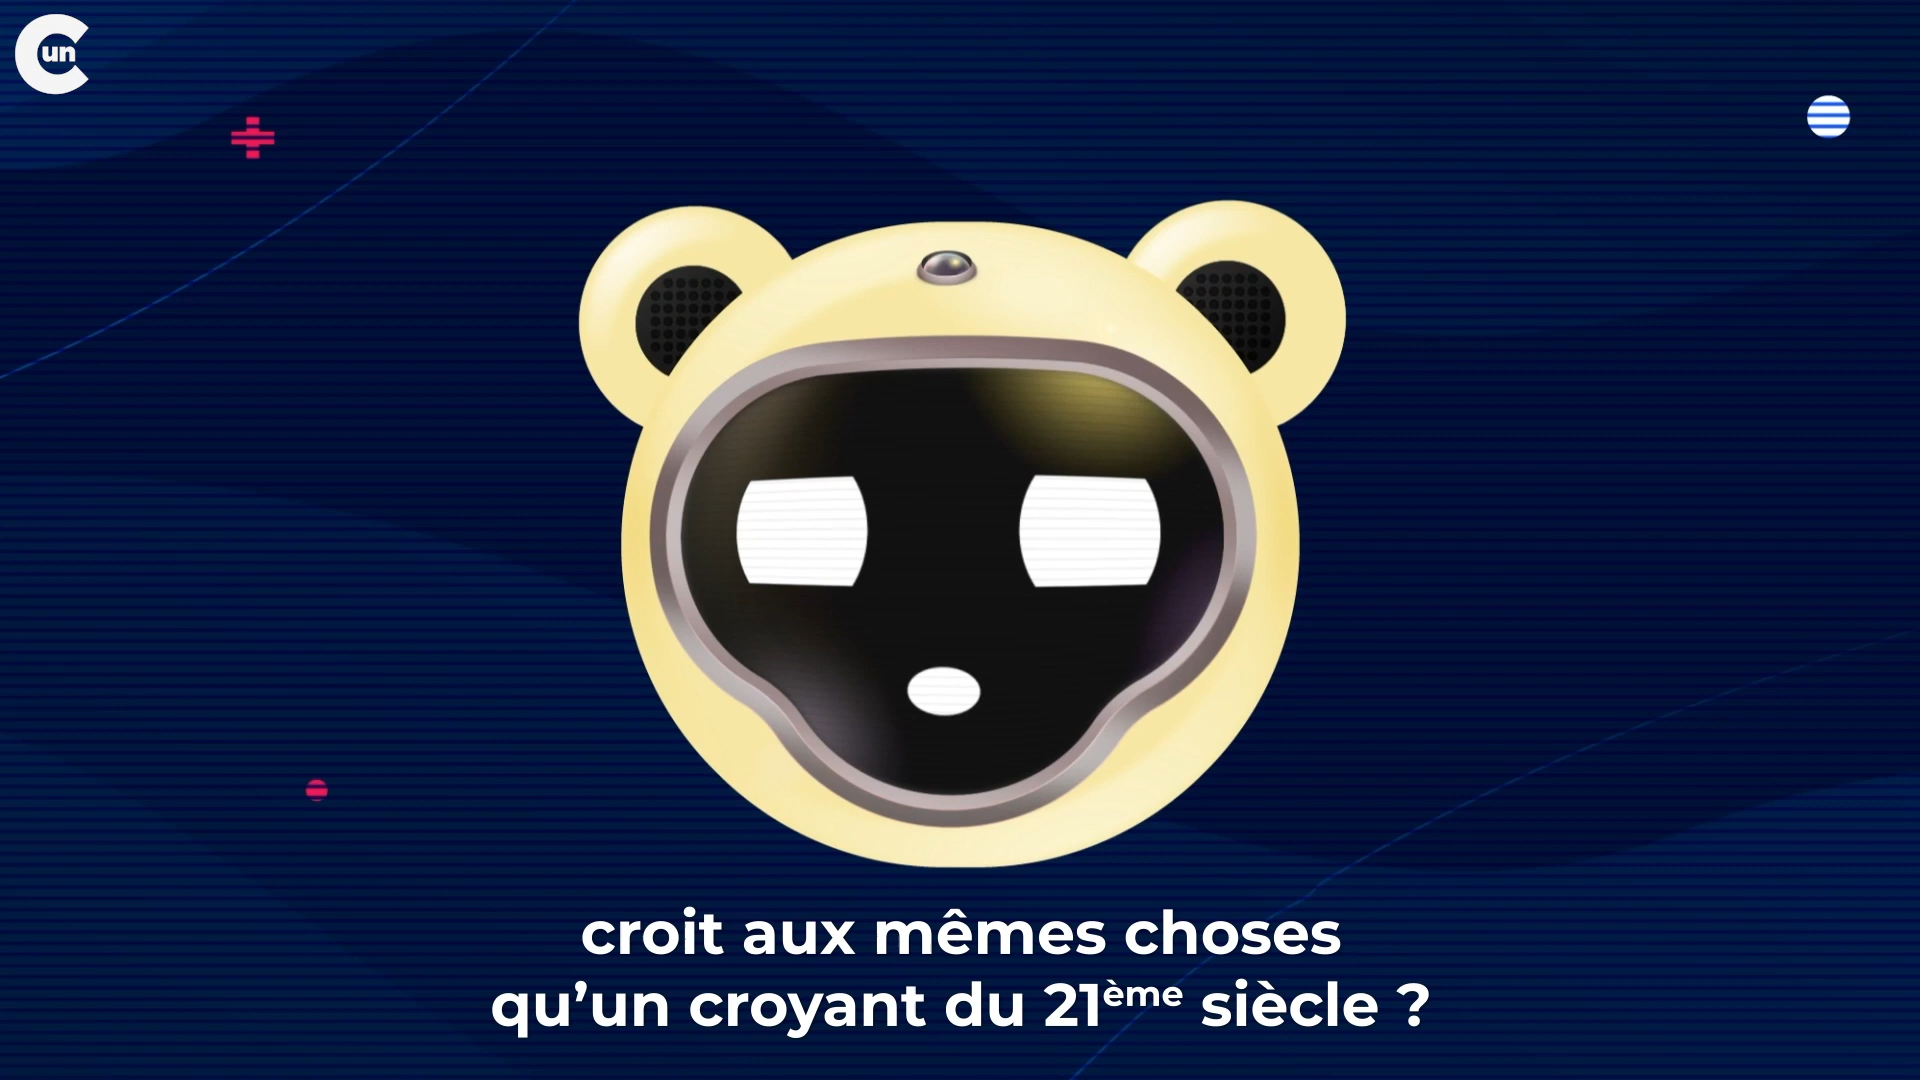 un
croit aux mêmes choses
qu’un croyant du 21ème siècle ?